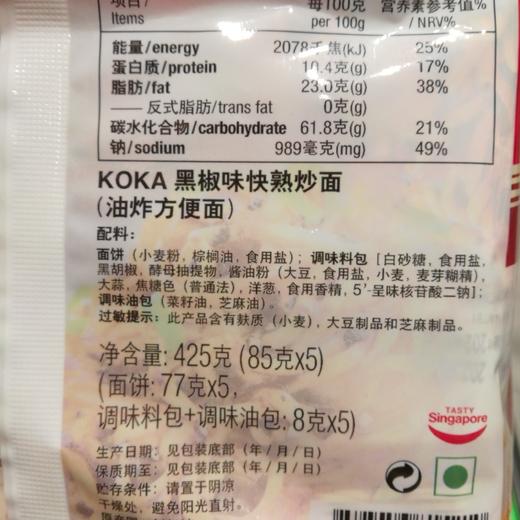 项目/ 每100克 营养素参考值%
Items per 100g / NRV%
能量/energy 2078千焦(kJ) 25%
蛋白质/protein 10.4克(g) 17%
脂肪/fat 23.0克(g) 38%
—— 反式脂肪/trans fat 0克(g)
碳水化合物/carbohydrate 61.8克(g) 21%
钠/sodium 989毫克(mg) 49%
KOKA 黑椒味快熟炒面
(油炸方便面)
配料:
面饼 (小麦粉, 棕榈油, 食用盐); 调味料包 [白砂糖, 食用盐,
黑胡椒, 酵母抽提物, 酱油粉 (大豆, 食用盐, 小麦, 麦芽糊精),
大蒜, 焦糖色 (普通法), 洋葱, 食用香精, 5'-呈味核苷酸二钠];
调味油包 (菜籽油, 芝麻油)。
过敏提示: 此产品含有麸质 (小麦), 大豆制品和芝麻制品。
净含量: 425克 (85克x5)
(面饼: 77克x5,
调味料包+调味油包: 8克x5)
TASTY
Singapore
生产日期: 见包装底部 (年/月/日)
保质期至: 见包装底部 (年/月/日)
贮存条件: 请置于阴凉
干燥处, 避免阳光直射。